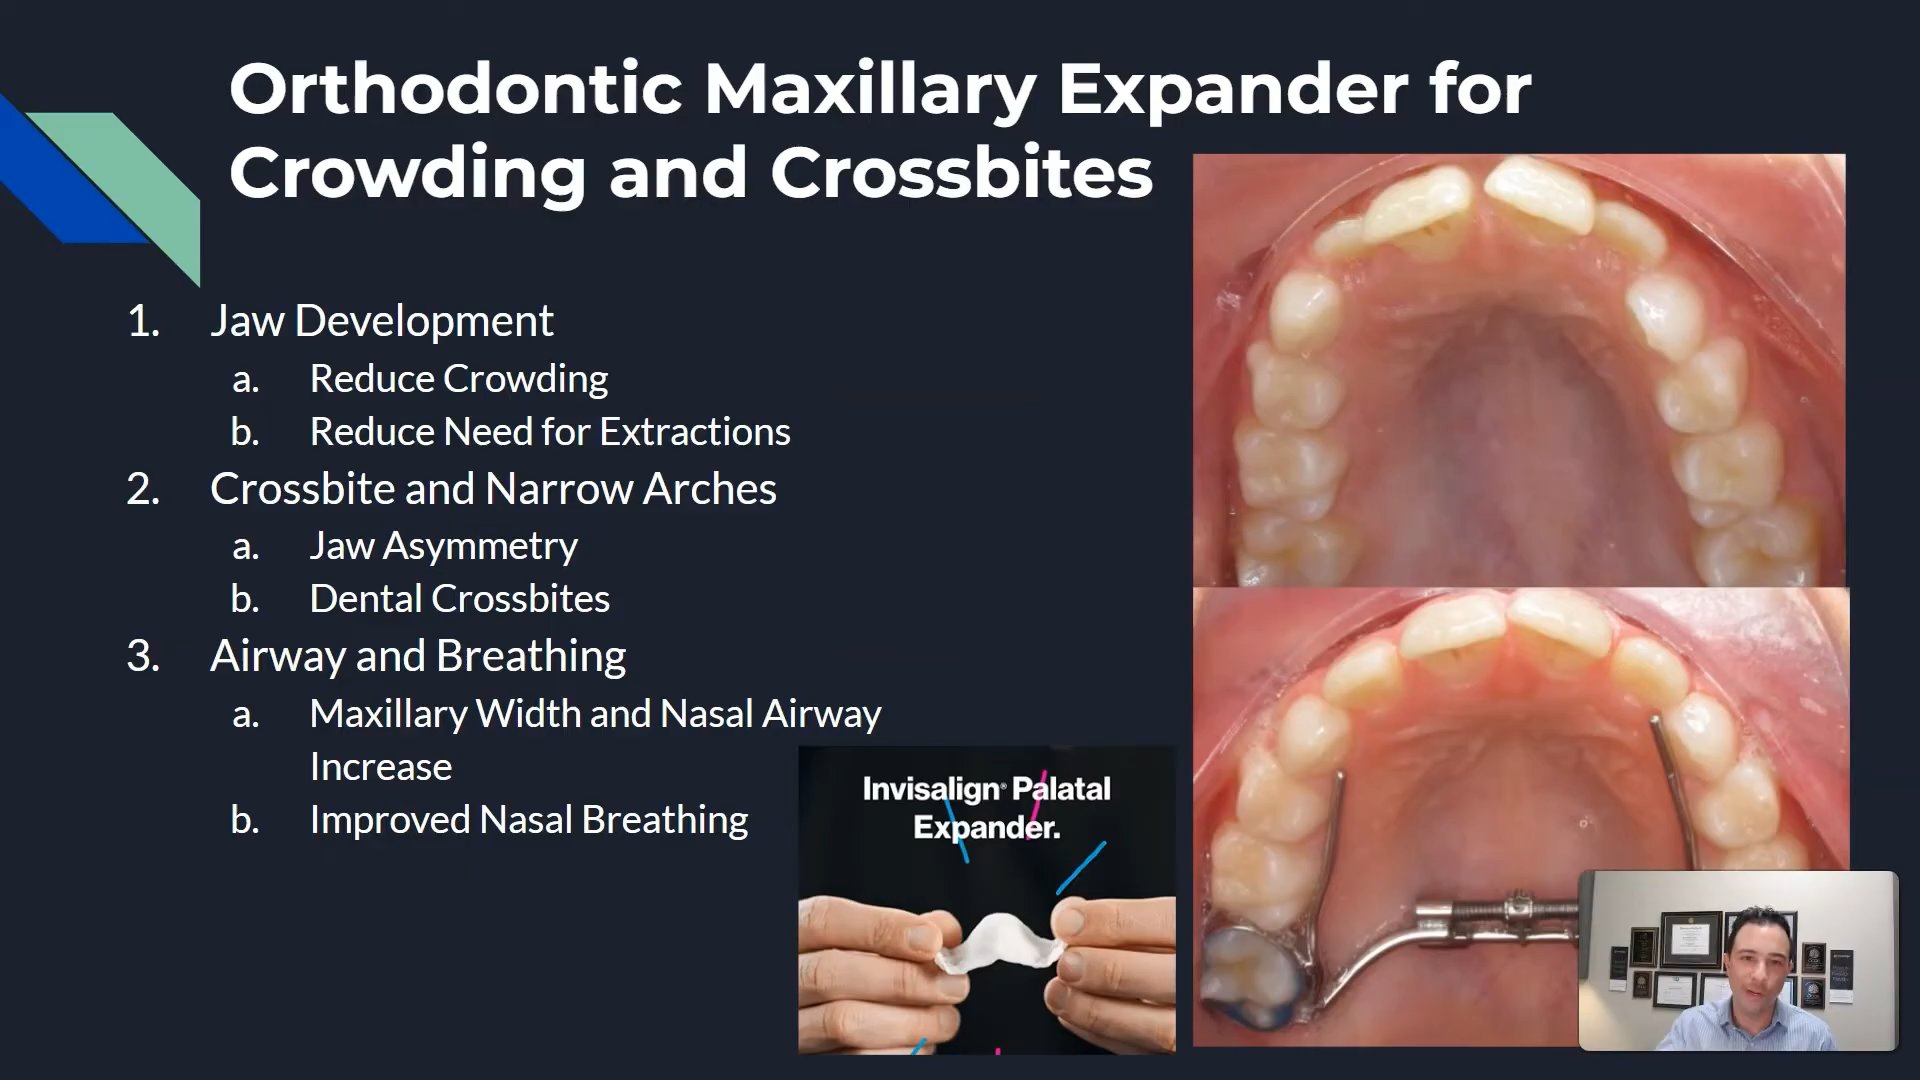 Orthodontic Maxillary Expander for
Crowding and Crossbites
1. Jaw Development
a. Reduce Crowding
b. Reduce Need for Extractions
2. Crossbite and Narrow Arches
a. Jaw Asymmetry
b. Dental Crossbites
3. Airway and Breathing
a. Maxillary Width and Nasal Airway
Increase
b. Improved Nasal Breathing
Invisalign® Palatal
Expander.